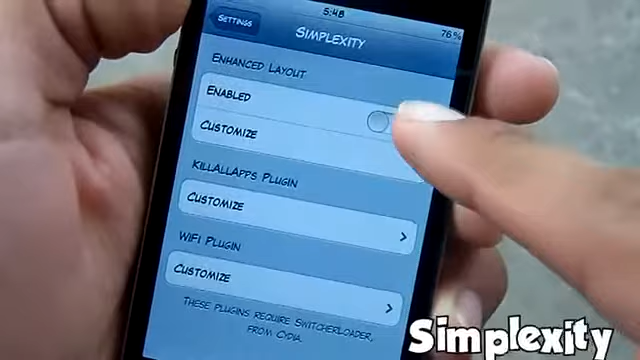 5:48
76%
Settings
Simplexity
Enhanced Layout
Enabled
Customize
KillAllApps Plugin
Customize
WiFi Plugin
Customize
These plugins require SwitcherLoader,
from Cydia.
Simplexity